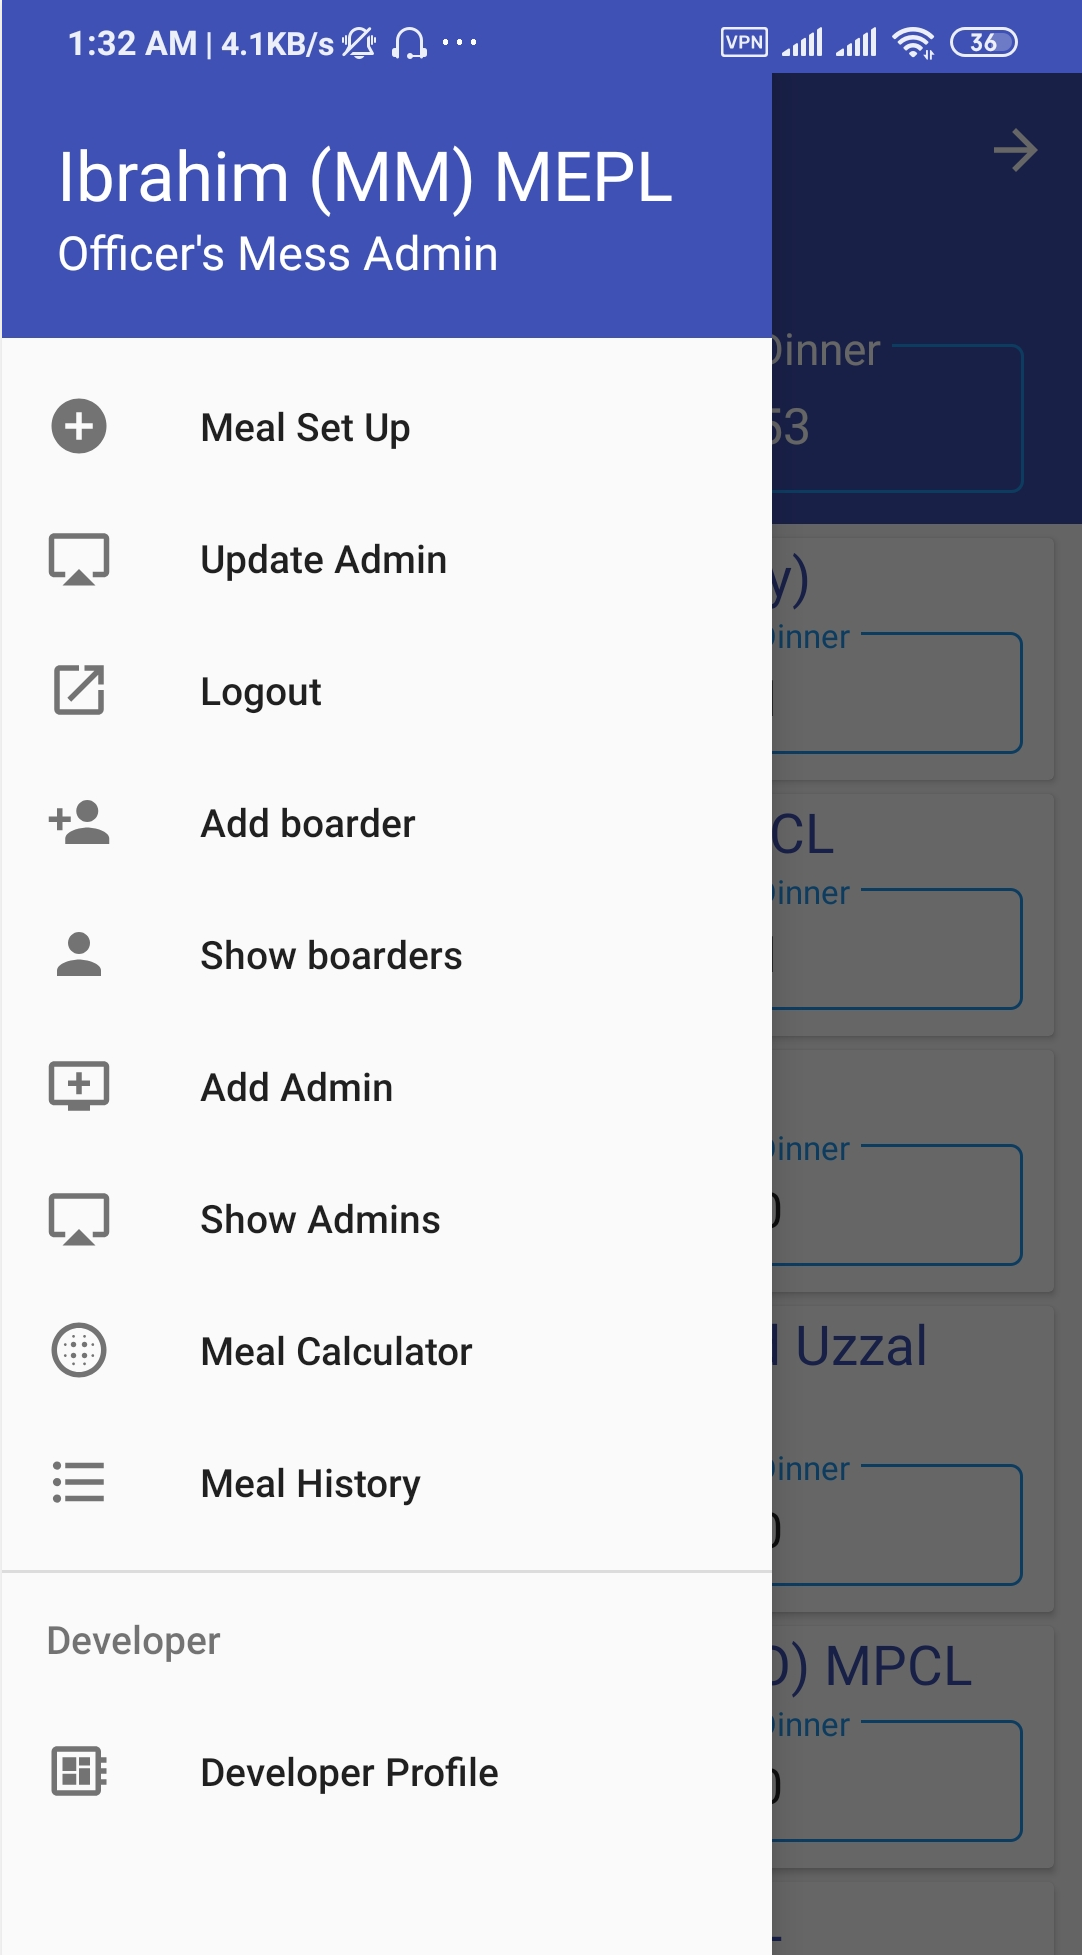 1:32 AM | 4.1KB/s ... VPN 36
Ibrahim (MM) MEPL
Officer's Mess Admin
Dinner
53
Meal Set Up
Update Admin
Dinner
Logout
Add boarder
Dinner
Show boarders
Add Admin
Dinner
Show Admins
Uzzal
Meal Calculator
Dinner
Meal History
Developer
MPCL
Dinner
Developer Profile